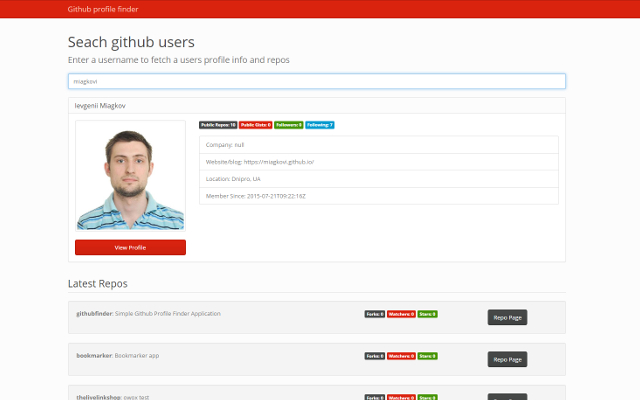 Github profile finder
Seach github users
Enter a username to fetch a users profile info and repos
miagkovi
Ievgenii Miagkov
Public Repos: 10 Public Gists: 0 Followers: 0 Following: 7
Company: null
Website/blog: https://miagkovi.github.io/
Location: Dnipro, UA
Member Since: 2015-07-21T09:22:16Z
View Profile
Latest Repos
githubfinder: Simple Github Profile Finder Application Forks: 0 Watchers: 0 Stars: 0 Repo Page
bookmarker: Bookmarker app Forks: 0 Watchers: 0 Stars: 0 Repo Page
thelivelinkshop: owox test Forks: 0 Watchers: 0 Stars: 0 Repo Page